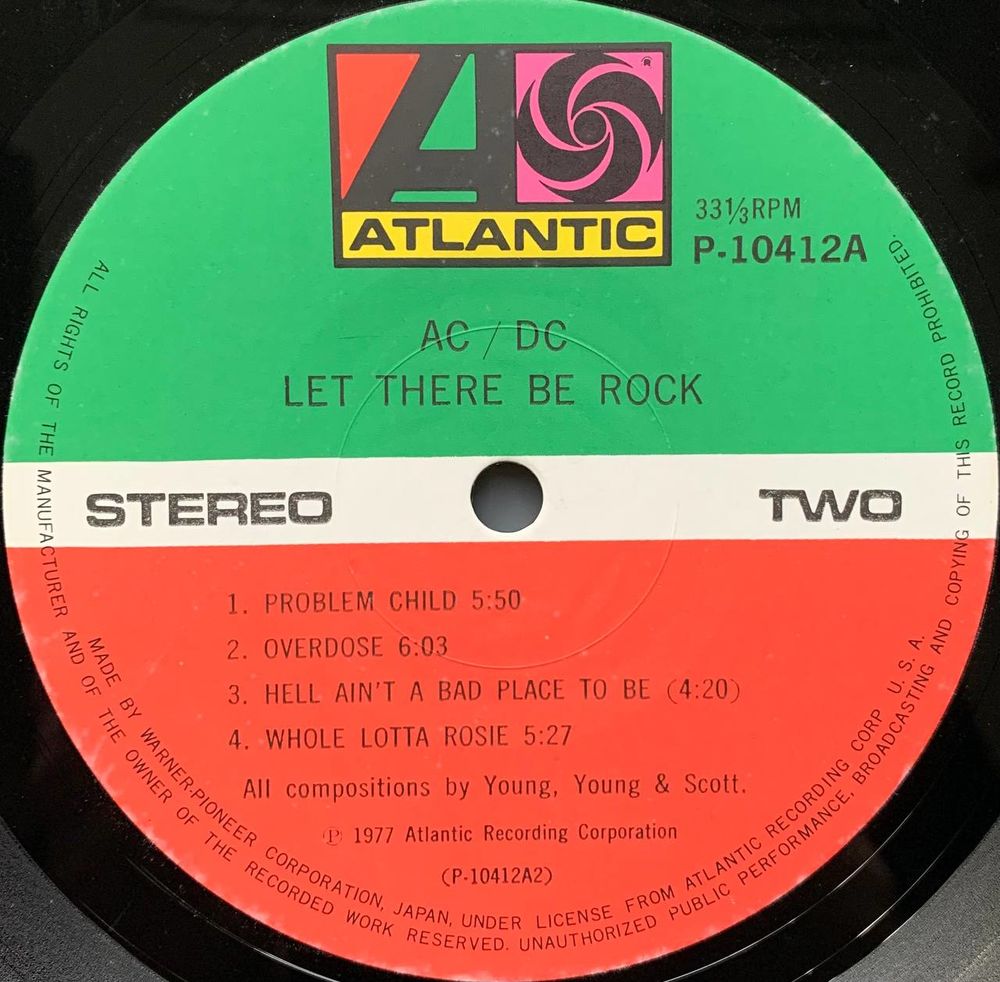 ATLANTIC
®
33⅓RPM
P-10412A
AC / DC
LET THERE BE ROCK
STEREO
TWO
1. PROBLEM CHILD 5:50
2. OVERDOSE 6:03
3. HELL AIN'T A BAD PLACE TO BE (4:20)
4. WHOLE LOTTA ROSIE 5:27
All compositions by Young, Young & Scott.
℗ 1977 Atlantic Recording Corporation
(P-10412A2)
MADE BY WARNER-PIONEER CORPORATION, JAPAN, UNDER LICENSE FROM ATLANTIC RECORDING CORP U. S. A.
ALL RIGHTS OF THE MANUFACTURER AND OF THE OWNER OF THE RECORDED WORK RESERVED. UNAUTHORIZED PUBLIC PERFORMANCE, BROADCASTING AND COPYING OF THIS RECORD PROHIBITED.